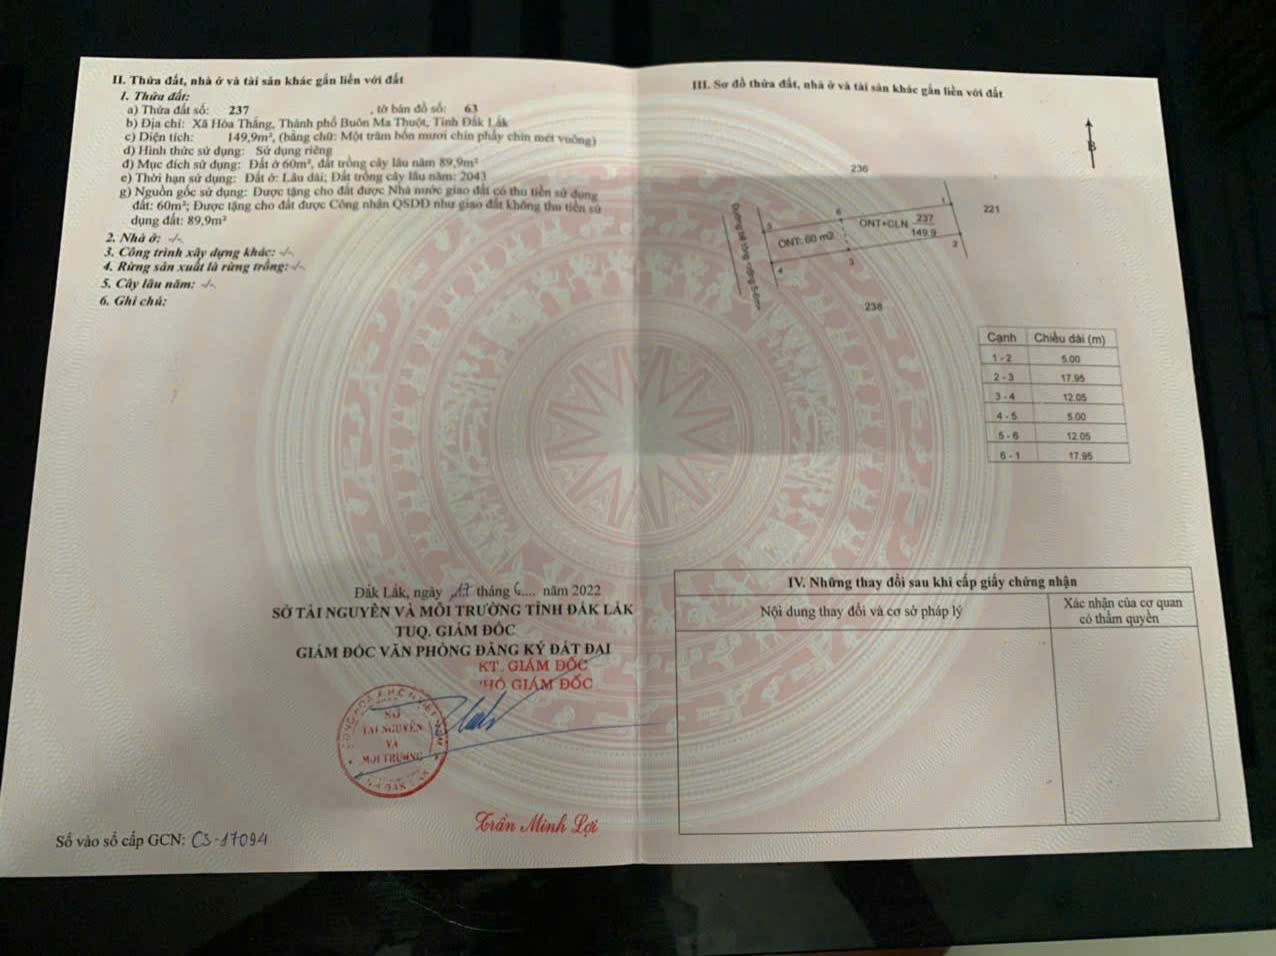 II. Thửa đất, nhà ở và tài sản khác gắn liền với đất
1. Thửa đất:
a) Thửa đất số: 237 , tờ bản đồ số: 63
b) Địa chỉ: Xã Hòa Thắng, Thành phố Buôn Ma Thuột, Tỉnh Đắk Lắk
c) Diện tích: 149,9m², (bằng chữ: Một trăm bốn mươi chín phẩy chín mét vuông)
d) Hình thức sử dụng: Sử dụng riêng
đ) Mục đích sử dụng: Đất ở 60m², đất trồng cây lâu năm 89,9m²
e) Thời hạn sử dụng: Đất ở: Lâu dài; Đất trồng cây lâu năm: 2043
g) Nguồn gốc sử dụng: Được tặng cho đất được Nhà nước giao đất có thu tiền sử dụng
đất: 60m²; Được tặng cho đất được Công nhận QSDĐ như giao đất không thu tiền sử
dụng đất: 89,9m²
2. Nhà ở: -/-
3. Công trình xây dựng khác: -/-
4. Rừng sản xuất là rừng trồng: -/-
5. Cây lâu năm: -/-
6. Ghi chú:
Đắk Lắk, ngày 17 tháng 6.... năm 2022
SỞ TÀI NGUYÊN VÀ MÔI TRƯỜNG TỈNH ĐẮK LẮK
TUQ. GIÁM ĐỐC
GIÁM ĐỐC VĂN PHÒNG ĐĂNG KÝ ĐẤT ĐAI
KT. GIÁM ĐỐC
PHÓ GIÁM ĐỐC
SỞ
TÀI NGUYÊN
VÀ
MÔI TRƯỜNG
Trần Minh Lợi
Số vào sổ cấp GCN: CS-17094
III. Sơ đồ thửa đất, nhà ở và tài sản khác gắn liền với đất
B
236
221
1
6
5
ONT+CLN 237
149.9
ONT: 60 m2
2
3
4
238
Cạnh Chiều dài (m)
1 - 2 5.00
2 - 3 17.95
3 - 4 12.05
4 - 5 5.00
5 - 6 12.05
6 - 1 17.95
IV. Những thay đổi sau khi cấp giấy chứng nhận
Nội dung thay đổi và cơ sở pháp lý
Xác nhận của cơ quan
có thẩm quyền